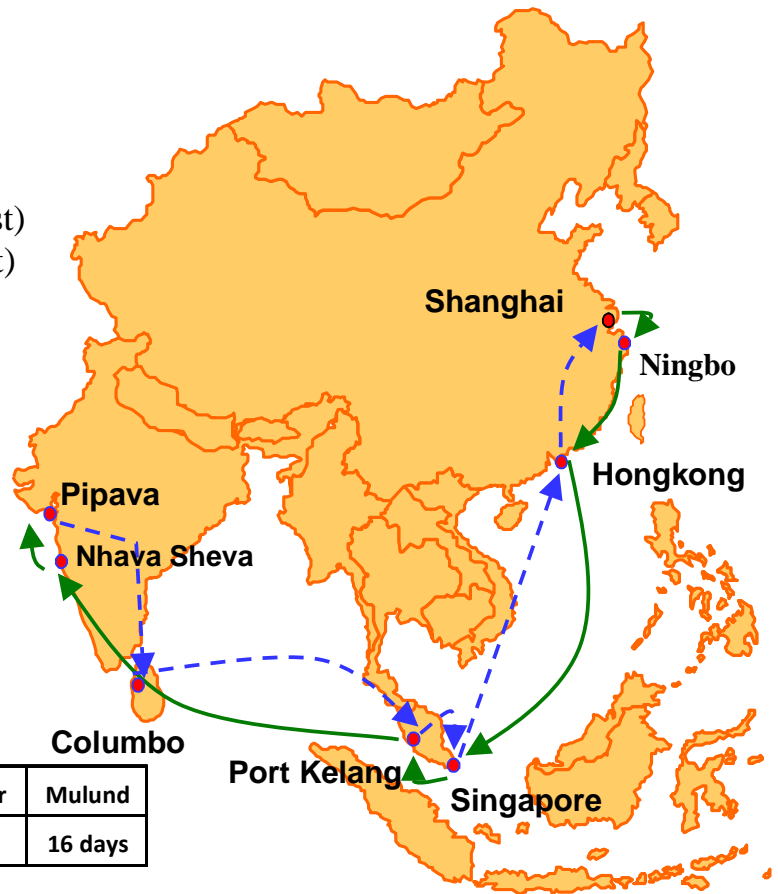 st)
t)
Shanghai
Ningbo
Hongkong
Pipava
Nhava Sheva
Columbo
Port Kelang
Singapore
r Mulund
16 days